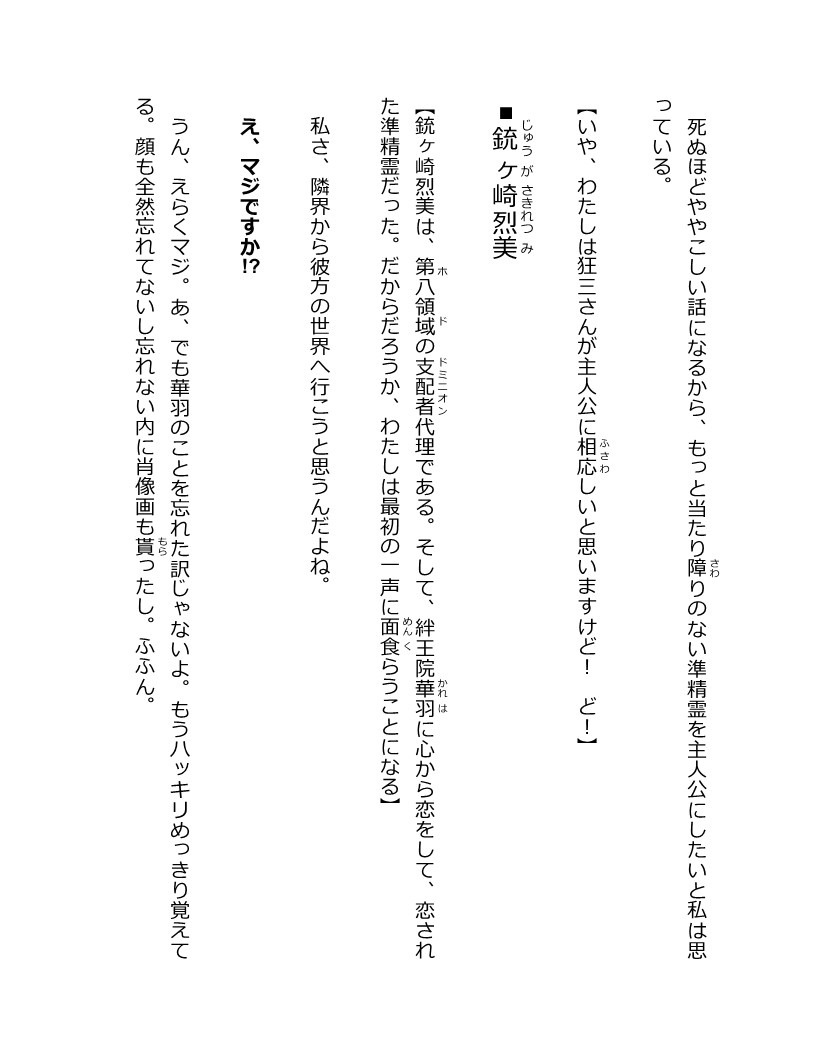 死ぬほどややこしい話になるから、もっと当たり障りのない準精霊を主人公にしたいと私は思
っている。
【いや、わたしは狂三さんが主人公に相応しいと思いますけど！　ど！】
■銃ヶ崎烈美
【銃ヶ崎烈美は、第八領域の支配者代理である。そして、絆王院華羽に心から恋をして、恋され
た準精霊だった。だからだろうか、わたしは最初の一声に面食らうことになる】
私さ、隣界から彼方の世界へ行こうと思うんだよね。
え、マジですか!?
うん、えらくマジ。あ、でも華羽のことを忘れた訳じゃないよ。もうハッキリめっきり覚えて
る。顔も全然忘れてないし忘れない内に肖像画も貰ったし。ふふん。